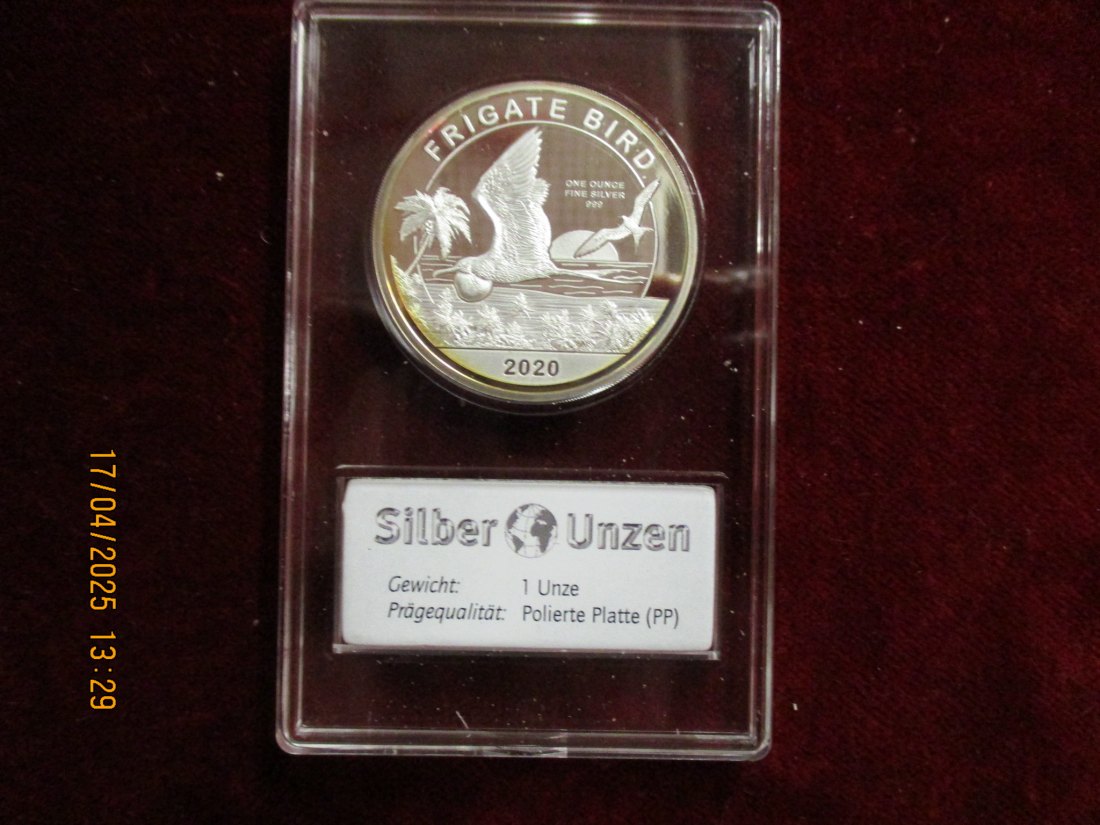 FRIGATE BIRD
ONE OUNCE
FINE SILVER
999
2020
Silber Unzen
Gewicht: 1 Unze
Prägequalität: Polierte Platte (PP)
17/04/2025 13:29